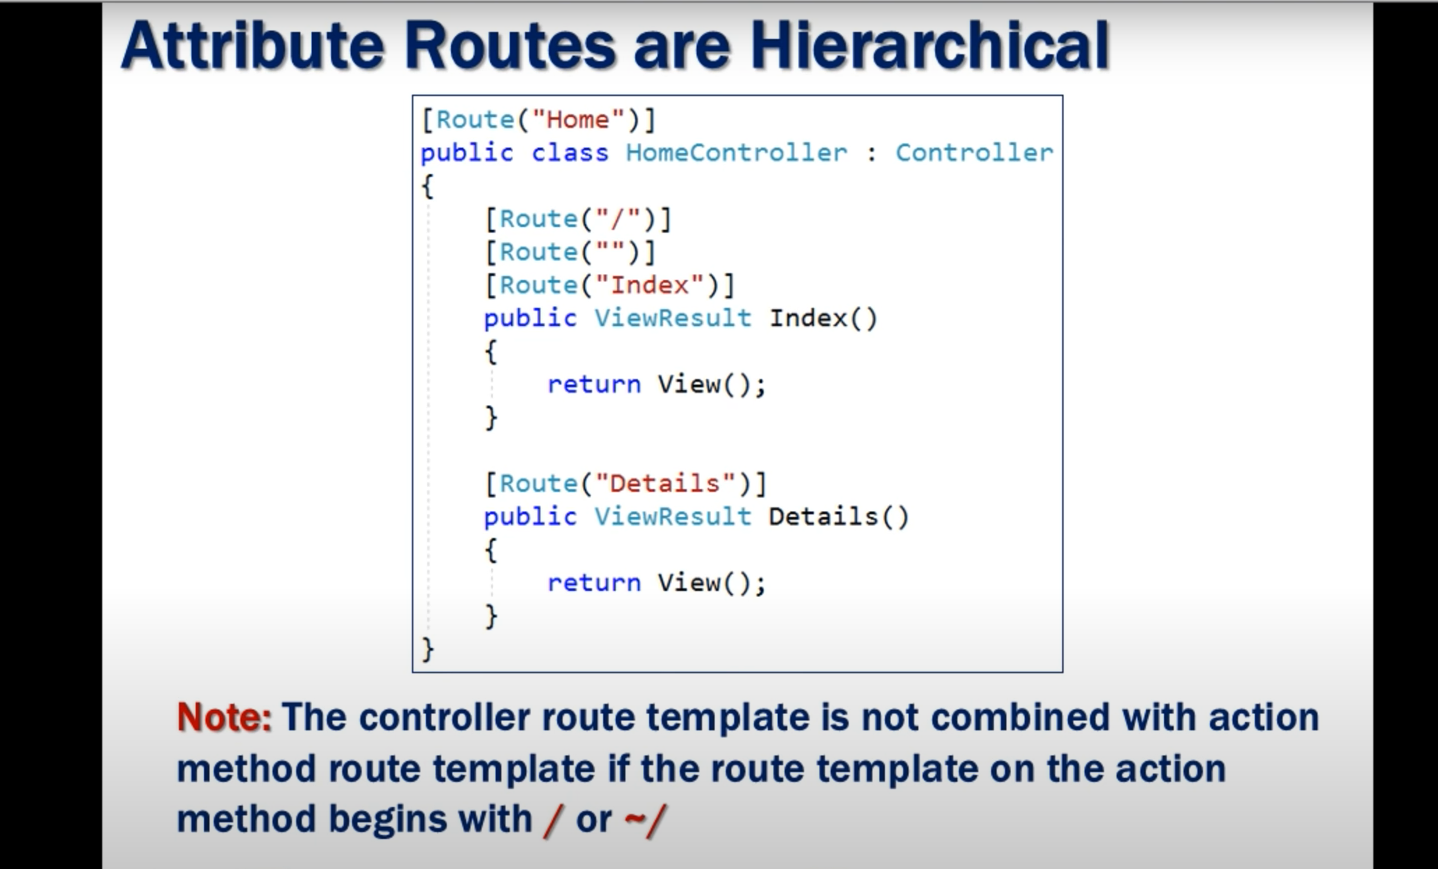 Attribute Routes are Hierarchical
[Route("Home")]
public class HomeController : Controller
{
[Route("/")]
[Route("")]
[Route("Index")]
public ViewResult Index()
{
return View();
}
[Route("Details")]
public ViewResult Details()
{
return View();
}
}
Note: The controller route template is not combined with action
method route template if the route template on the action
method begins with / or ~/